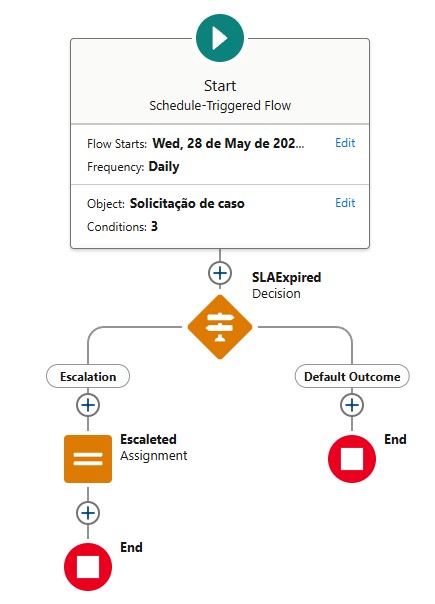 Start
Schedule-Triggered Flow
Flow Starts: Wed, 28 de May de 202... Edit
Frequency: Daily
Object: Solicitação de caso Edit
Conditions: 3
SLAExpired
Decision
Escalation
Default Outcome
Escaleted
Assignment
End
End